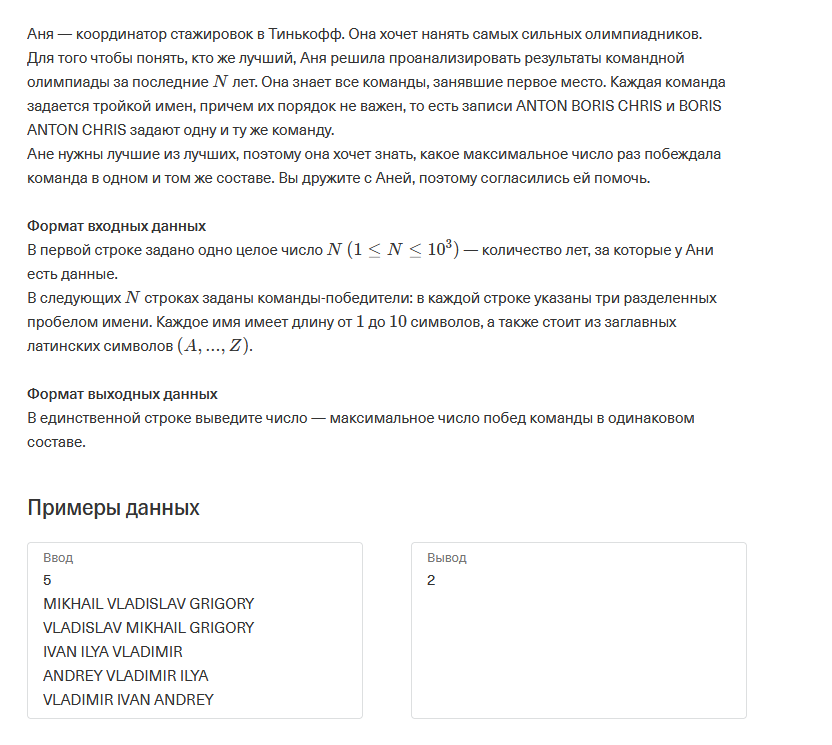 Аня — координатор стажировок в Тинькофф. Она хочет нанять самых сильных олимпиадников.
Для того чтобы понять, кто же лучший, Аня решила проанализировать результаты командной
олимпиады за последние N лет. Она знает все команды, занявшие первое место. Каждая команда
задается тройкой имен, причем их порядок не важен, то есть записи ANTON BORIS CHRIS и BORIS
ANTON CHRIS задают одну и ту же команду.
Ане нужны лучшие из лучших, поэтому она хочет знать, какое максимальное число раз побеждала
команда в одном и том же составе. Вы дружите с Аней, поэтому согласились ей помочь.
Формат входных данных
В первой строке задано одно целое число N (1 ≤ N ≤ 10³) — количество лет, за которые у Ани
есть данные.
В следующих N строках заданы команды-победители: в каждой строке указаны три разделенных
пробелом имени. Каждое имя имеет длину от 1 до 10 символов, а также стоит из заглавных
латинских символов (A, ..., Z).
Формат выходных данных
В единственной строке выведите число — максимальное число побед команды в одинаковом
составе.
Примеры данных
Ввод
5
MIKHAIL VLADISLAV GRIGORY
VLADISLAV MIKHAIL GRIGORY
IVAN ILYA VLADIMIR
ANDREY VLADIMIR ILYA
VLADIMIR IVAN ANDREY
Вывод
2